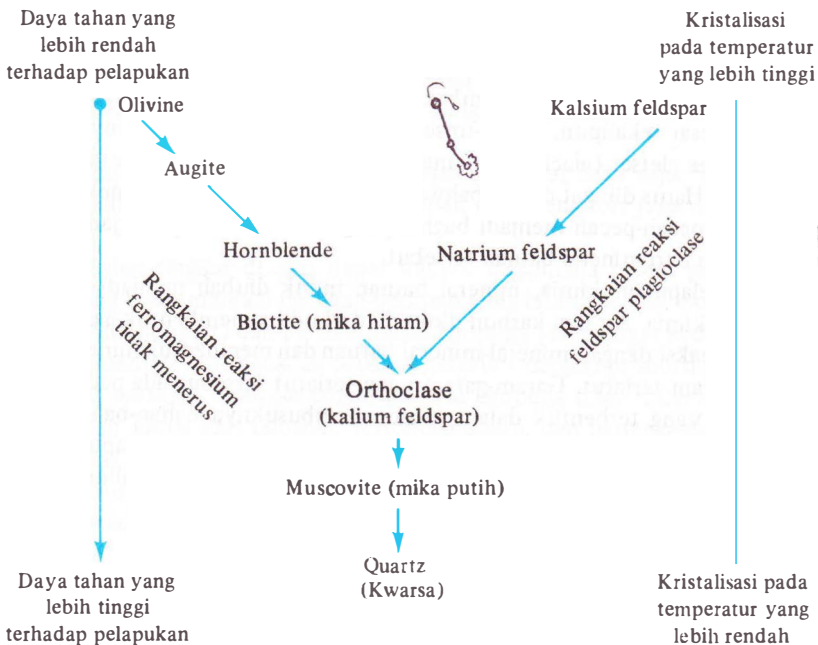 Daya tahan yang
lebih rendah
terhadap pelapukan
Kristalisasi
pada temperatur
yang lebih tinggi
Olivine
Kalsium feldspar
Augite
Hornblende
Natrium feldspar
Rangkaian reaksi
ferromagnesium
tidak menerus
Rangkaian reaksi
feldspar plagioclase
Biotite (mika hitam)
Orthoclase
(kalium feldspar)
Muscovite (mika putih)
Quartz
(Kwarsa)
Daya tahan yang
lebih tinggi
terhadap pelapukan
Kristalisasi pada
temperatur yang
lebih rendah